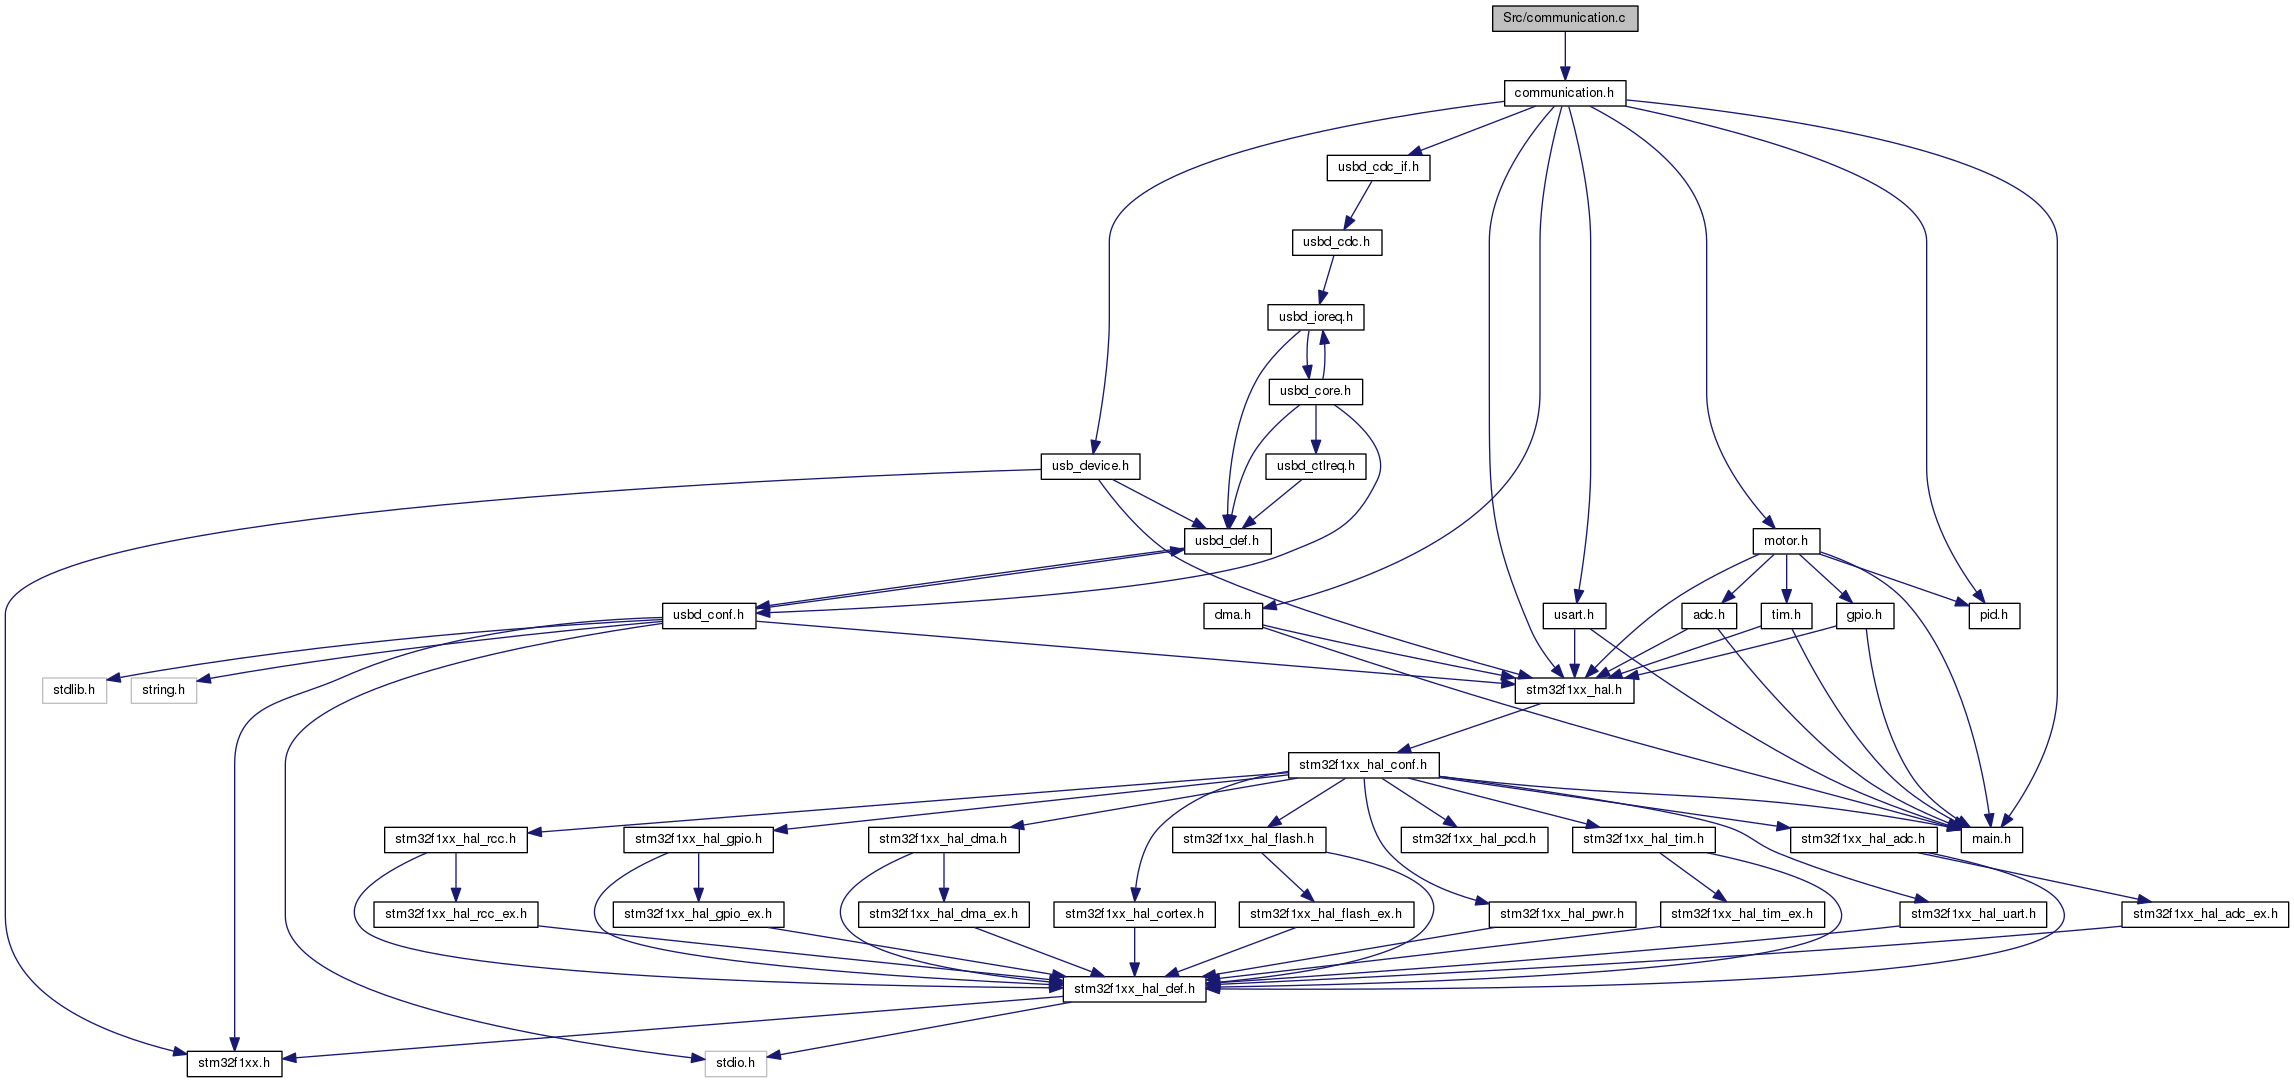 Src/communication.c
communication.h
usbd_cdc_if.h
usbd_cdc.h
usbd_ioreq.h
usbd_core.h
usb_device.h
usbd_ctlreq.h
usbd_def.h
motor.h
usbd_conf.h
dma.h
usart.h
adc.h
tim.h
gpio.h
pid.h
stdlib.h
string.h
stm32f1xx_hal.h
stm32f1xx_hal_conf.h
stm32f1xx_hal_rcc.h
stm32f1xx_hal_gpio.h
stm32f1xx_hal_dma.h
stm32f1xx_hal_flash.h
stm32f1xx_hal_pcd.h
stm32f1xx_hal_tim.h
stm32f1xx_hal_adc.h
main.h
stm32f1xx_hal_rcc_ex.h
stm32f1xx_hal_gpio_ex.h
stm32f1xx_hal_dma_ex.h
stm32f1xx_hal_cortex.h
stm32f1xx_hal_flash_ex.h
stm32f1xx_hal_pwr.h
stm32f1xx_hal_tim_ex.h
stm32f1xx_hal_uart.h
stm32f1xx_hal_adc_ex.h
stm32f1xx_hal_def.h
stm32f1xx.h
stdio.h